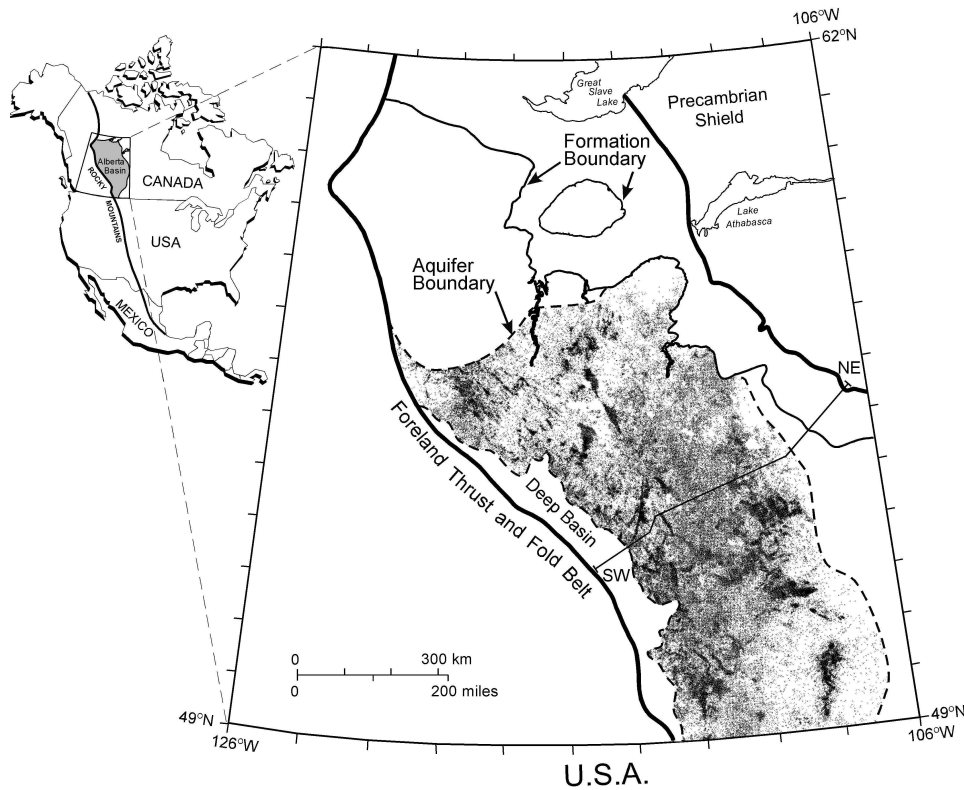 106°W
62°N
Great
Slave
Lake
Precambrian
Shield
Formation
Boundary
Lake
Athabasca
Alberta
Basin
ROCKY
MOUNTAINS
CANADA
USA
MEXICO
Aquifer
Boundary
NE
Foreland Thrust and Fold Belt
Deep Basin
SW
0 300 km
0 200 miles
49°N
126°W
49°N
106°W
U.S.A.